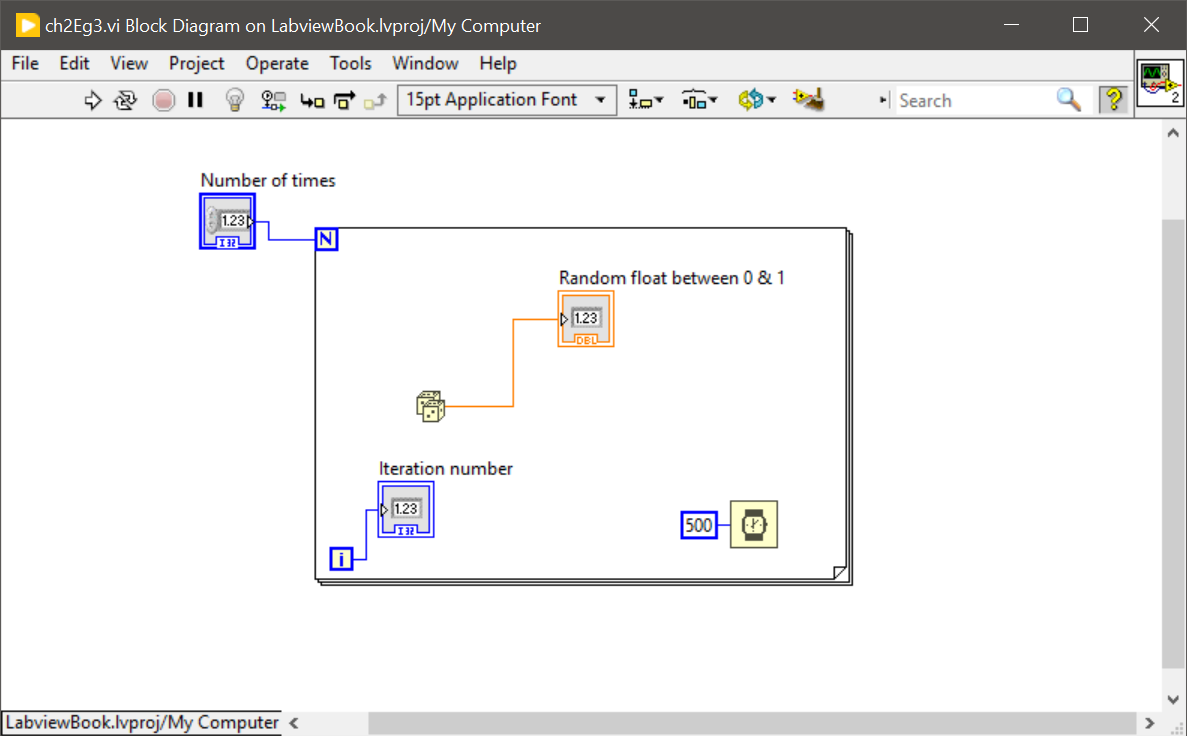 ch2Eg3.vi Block Diagram on LabviewBook.lvproj/My Computer
File Edit View Project Operate Tools Window Help
15pt Application Font
Search
?
2
Number of times
1.23
I32
N
Random float between 0 & 1
1.23
DBL
Iteration number
1.23
I32
500
i
LabviewBook.lvproj/My Computer